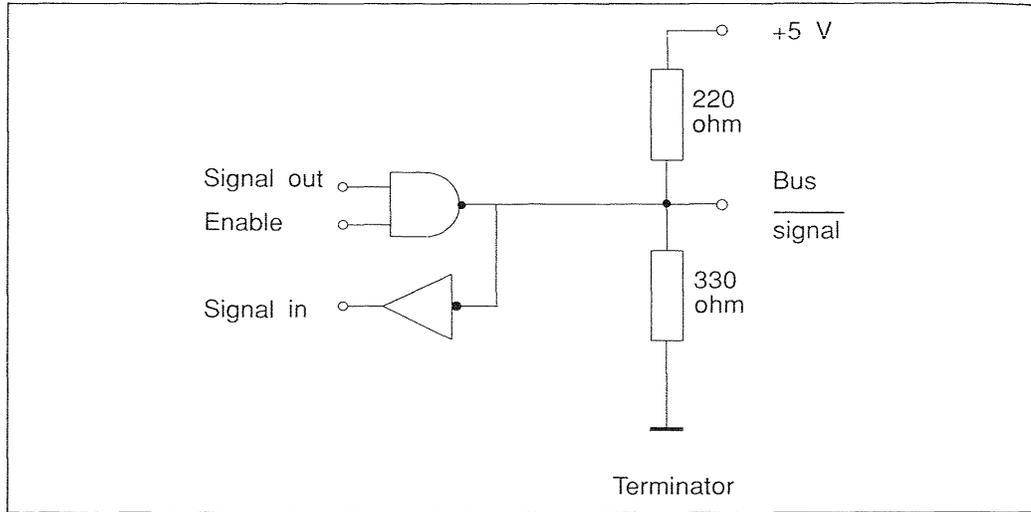 +5 V
220
ohm
Signal out
Bus
Enable
signal
330
ohm
Signal in
Terminator